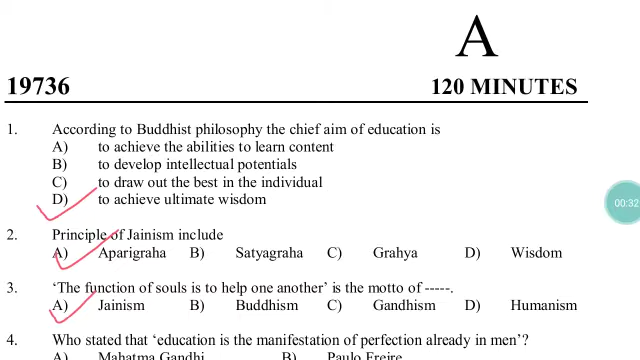 A
19736 120 MINUTES
1. According to Buddhist philosophy the chief aim of education is
A) to achieve the abilities to learn content
B) to develop intellectual potentials
C) to draw out the best in the individual
D) to achieve ultimate wisdom
00:32
2. Principle of Jainism include
A) Aparigraha B) Satyagraha C) Grahya D) Wisdom
3. ‘The function of souls is to help one another’ is the motto of -----.
A) Jainism B) Buddhism C) Gandhism D) Humanism
4. Who stated that ‘education is the manifestation of perfection already in men’?
A) Mahatma Gandhi B) Paulo Freire